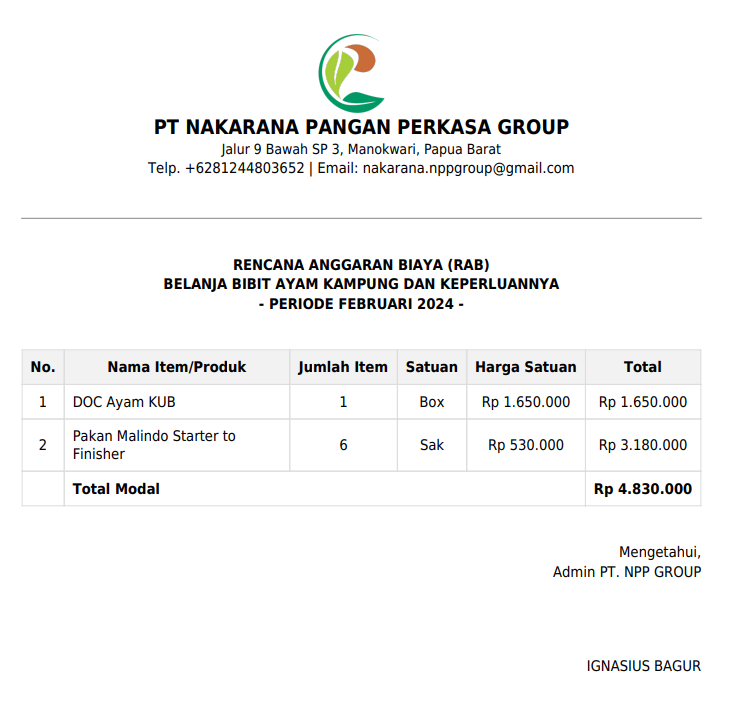 PT NAKARANA PANGAN PERKASA GROUP
Jalur 9 Bawah SP 3, Manokwari, Papua Barat
Telp. +6281244803652 | Email: nakarana.nppgroup@gmail.com
RENCANA ANGGARAN BIAYA (RAB)
BELANJA BIBIT AYAM KAMPUNG DAN KEPERLUANNYA
- PERIODE FEBRUARI 2024 -
No. Nama Item/Produk Jumlah Item Satuan Harga Satuan Total
1 DOC Ayam KUB 1 Box Rp 1.650.000 Rp 1.650.000
2 Pakan Malindo Starter to Finisher 6 Sak Rp 530.000 Rp 3.180.000
Total Modal Rp 4.830.000
Mengetahui,
Admin PT. NPP GROUP
IGNASIUS BAGUR